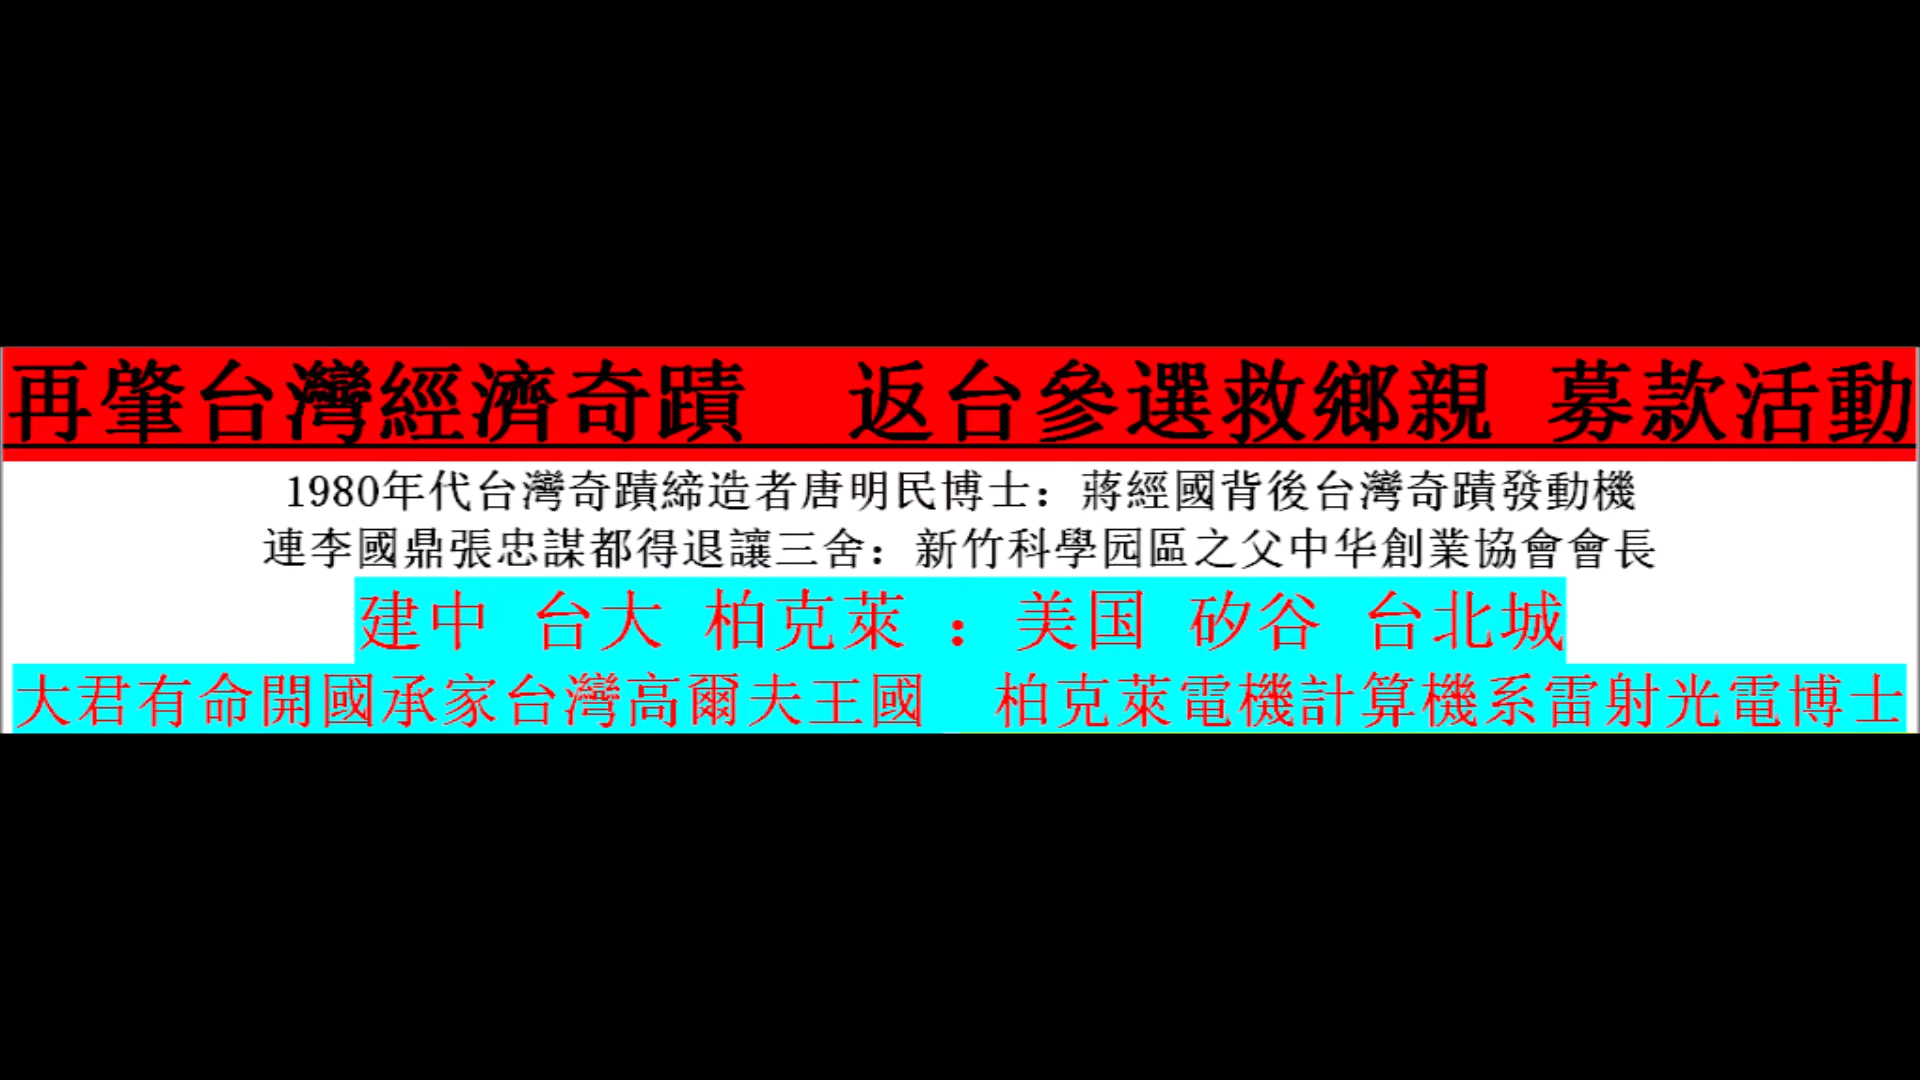 再肇台灣經濟奇蹟 返台參選救鄉親 募款活動
1980年代台灣奇蹟締造者唐明民博士：蔣經國背後台灣奇蹟發動機
連李國鼎張忠謀都得退讓三舍：新竹科學园區之父中华創業協會會長
建中 台大 柏克萊 ：美国 矽谷 台北城
大君有命開國承家台灣高爾夫王國 柏克萊電機計算機系雷射光電博士